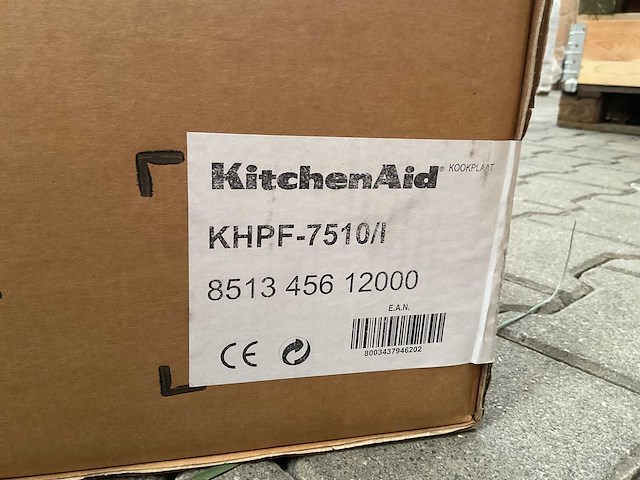 KitchenAid® KOOKPLAAT
KHPF-7510/I
8513 456 12000
E.A.N.
8003437946202
CE